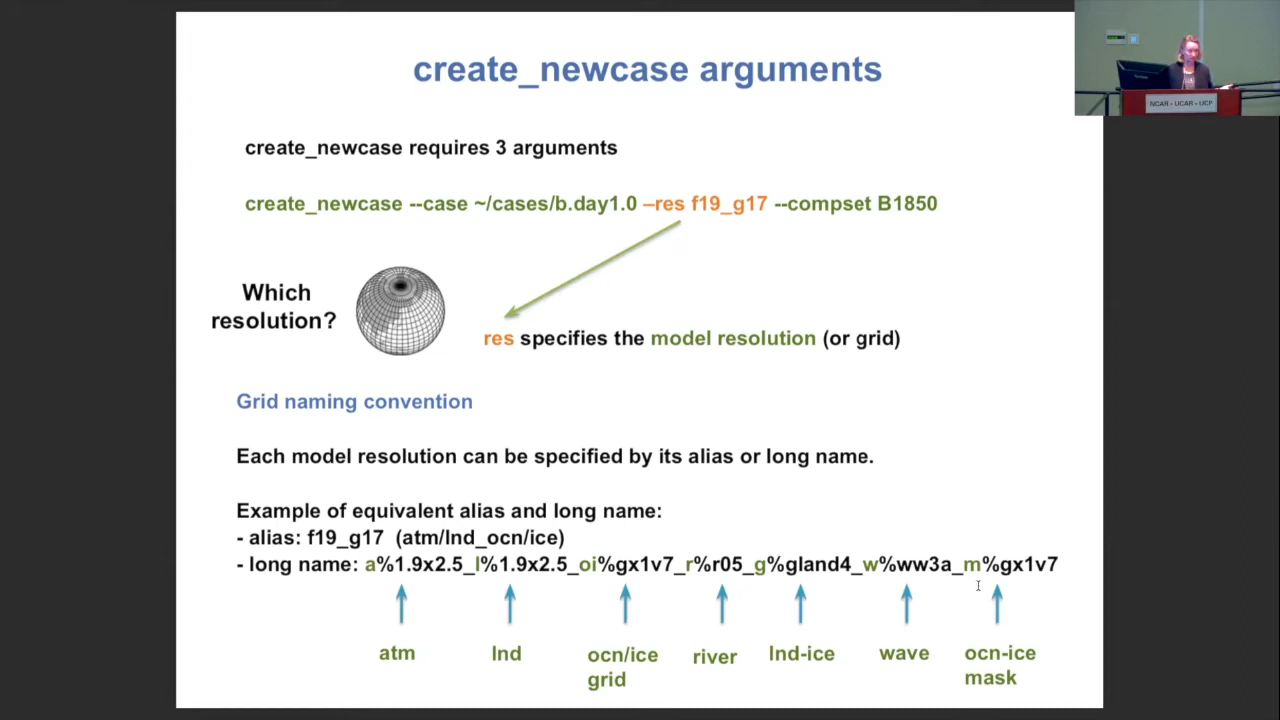 create_newcase arguments
NCAR • UCAR • UCP
create_newcase requires 3 arguments
create_newcase --case ~/cases/b.day1.0 –res f19_g17 --compset B1850
Which
resolution?
res specifies the model resolution (or grid)
Grid naming convention
Each model resolution can be specified by its alias or long name.
Example of equivalent alias and long name:
- alias: f19_g17 (atm/lnd_ocn/ice)
- long name: a%1.9x2.5_l%1.9x2.5_oi%gx1v7_r%r05_g%gland4_w%ww3a_m%gx1v7
atm
lnd
ocn/ice
grid
river
lnd-ice
wave
ocn-ice
mask